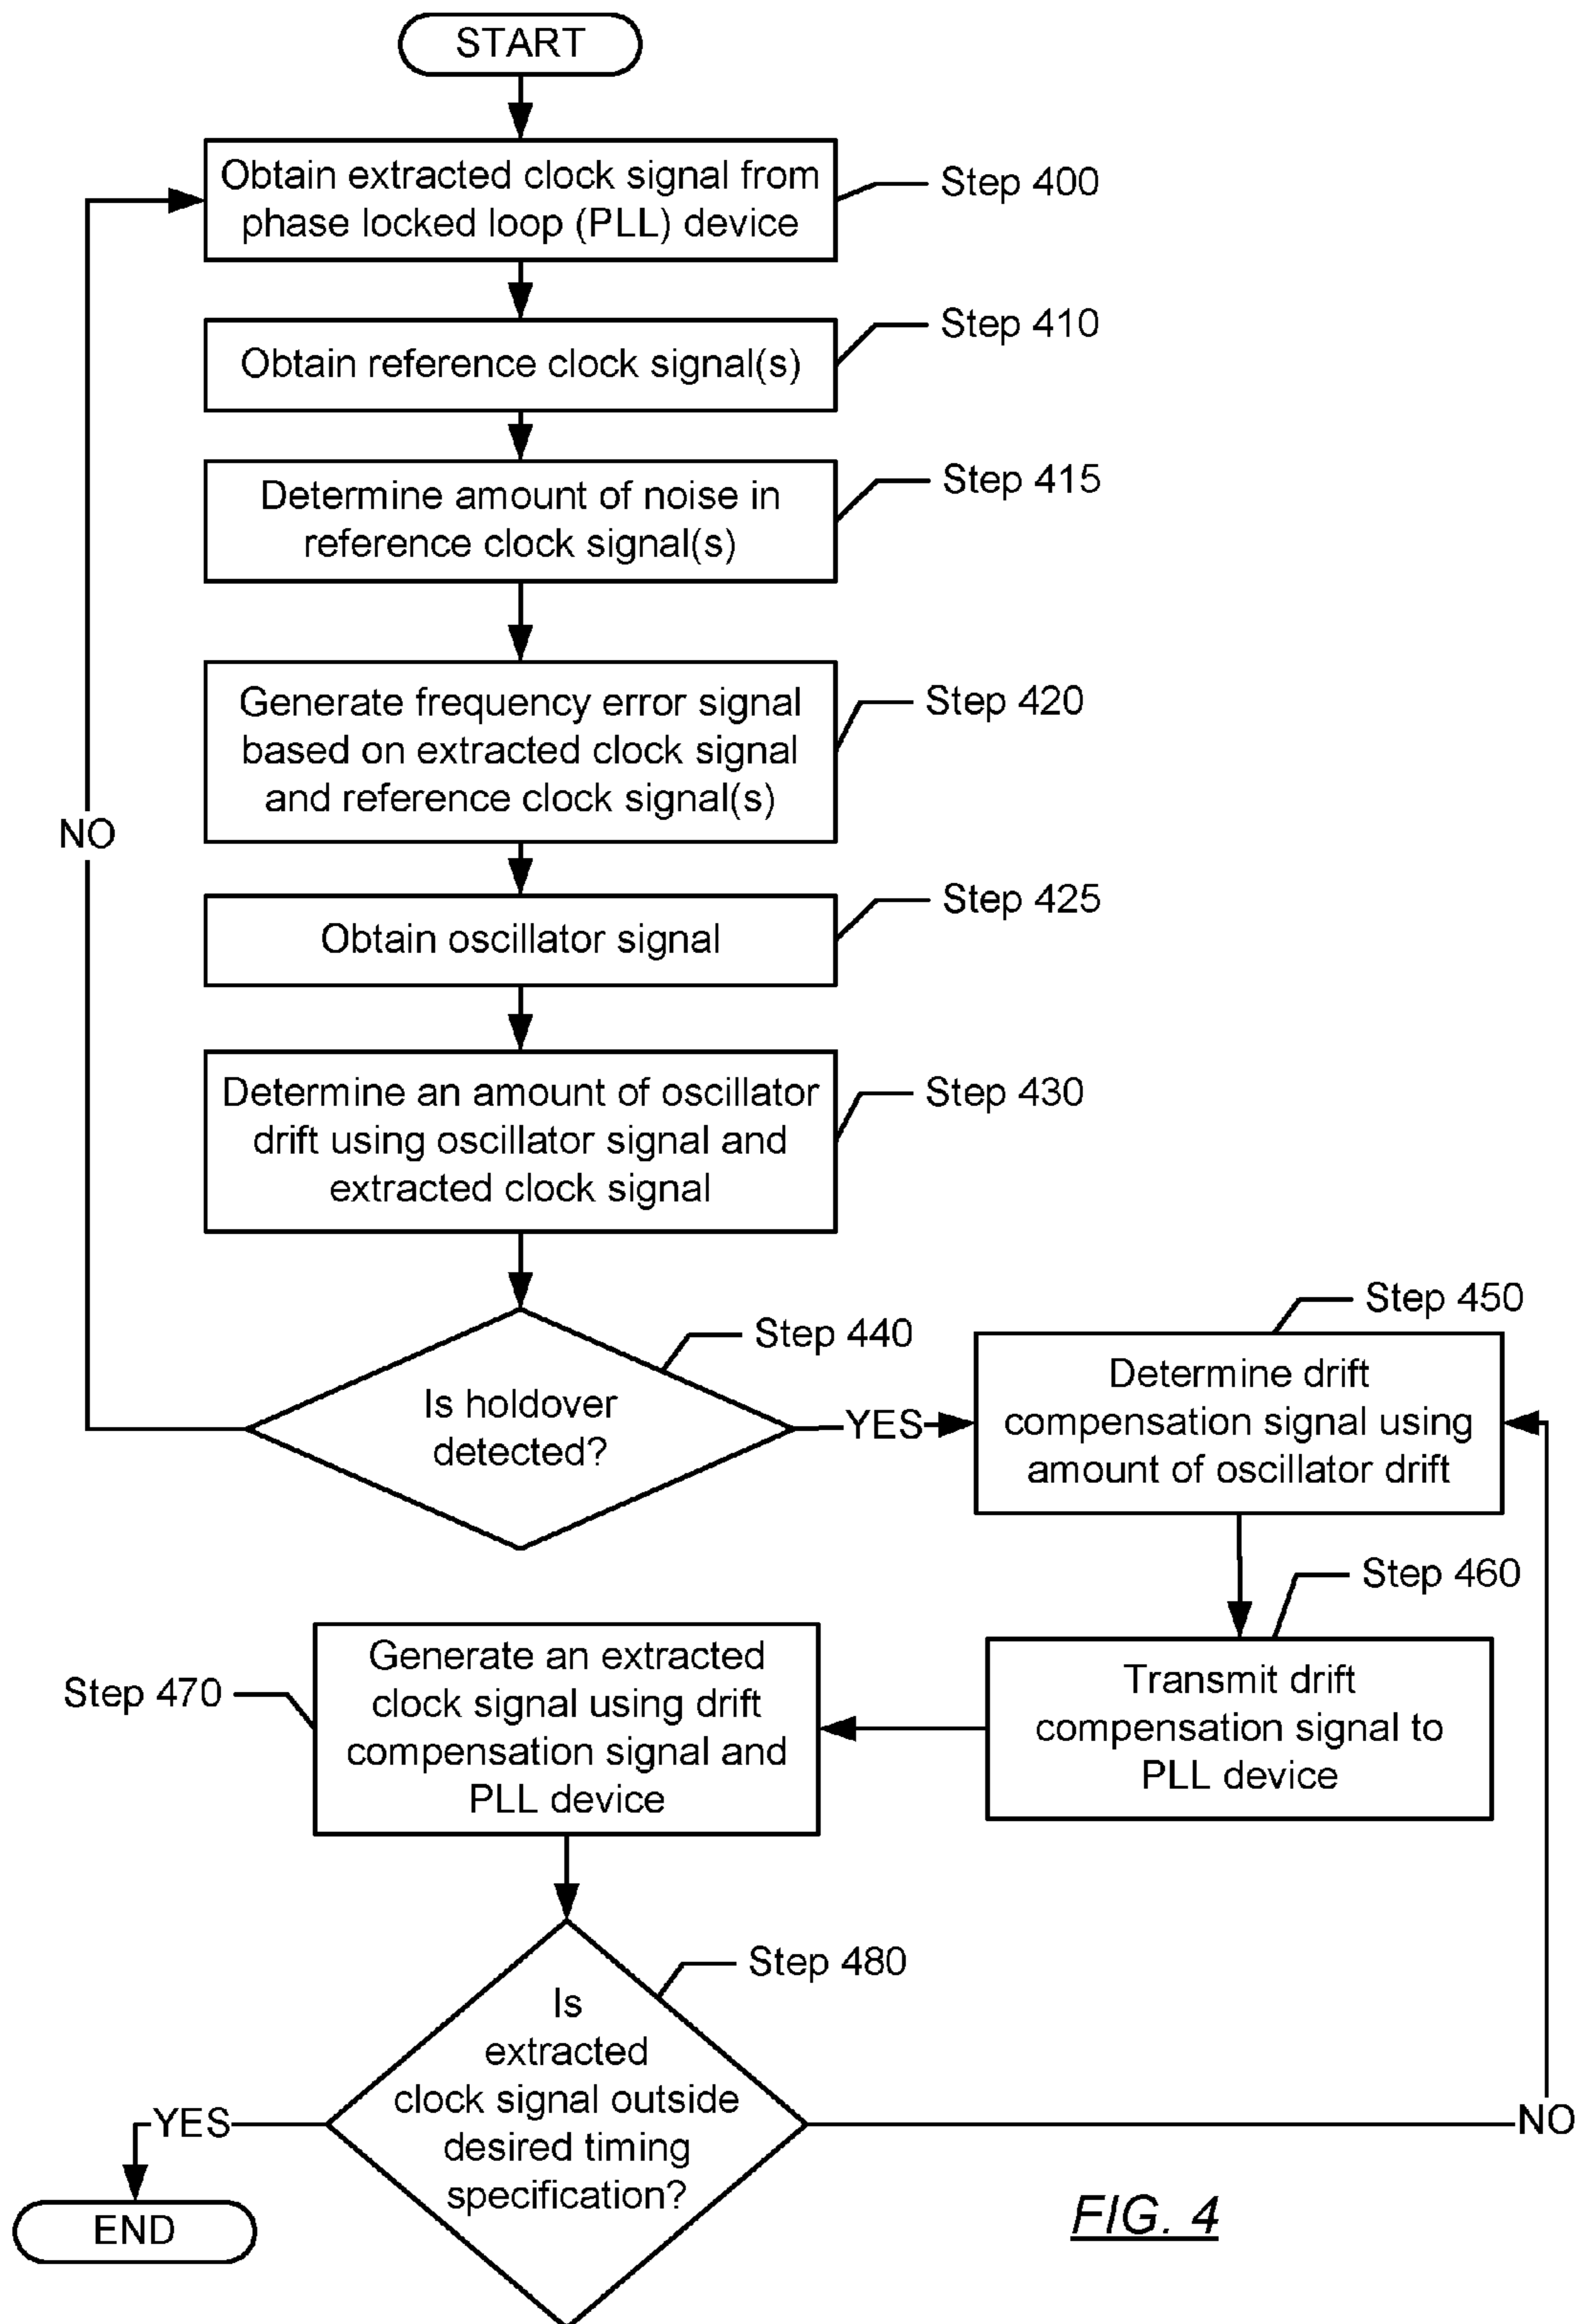 START
Obtain extracted clock signal from
phase locked loop (PLL) device
Step 400
Obtain reference clock signal(s)
Step 410
Determine amount of noise in
reference clock signal(s)
Step 415
Generate frequency error signal
based on extracted clock signal
and reference clock signal(s)
Step 420
NO
Obtain oscillator signal
Step 425
Determine an amount of oscillator
drift using oscillator signal and
extracted clock signal
Step 430
Is holdover
detected?
Step 440
YES
Step 450
Determine drift
compensation signal using
amount of oscillator drift
Step 460
Transmit drift
compensation signal to
PLL device
Step 470
Generate an extracted
clock signal using drift
compensation signal and
PLL device
Step 480
Is
extracted
clock signal outside
desired timing
specification?
YES
NO
END
FIG. 4